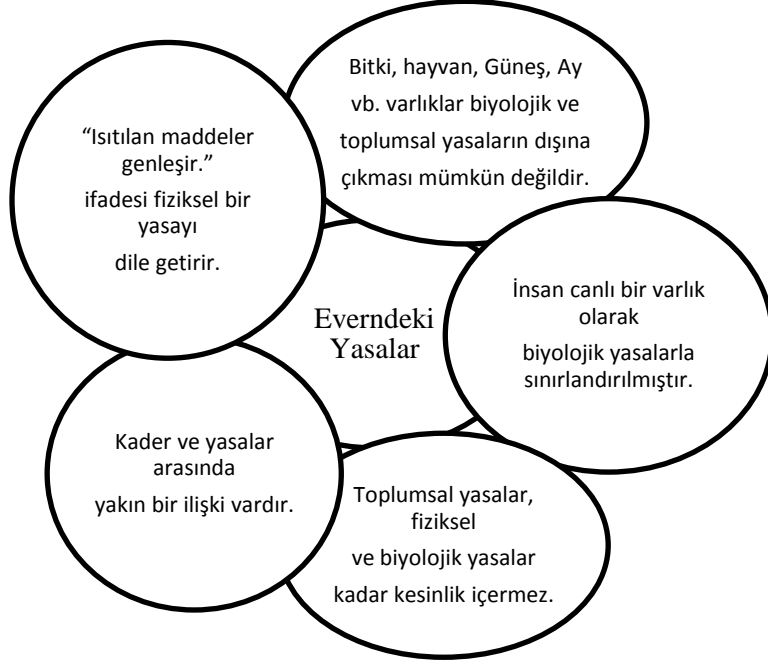 Bitki, hayvan, Güneş, Ay
vb. varlıklar biyolojik ve
toplumsal yasaların dışına
çıkması mümkün değildir.
“Isıtılan maddeler
genleşir.”
ifadesi fiziksel bir
yasayı
dile getirir.
Everndeki
Yasalar
İnsan canlı bir varlık
olarak
biyolojik yasalarla
sınırlandırılmıştır.
Kader ve yasalar
arasında
yakın bir ilişki vardır.
Toplumsal yasalar,
fiziksel
ve biyolojik yasalar
kadar kesinlik içermez.